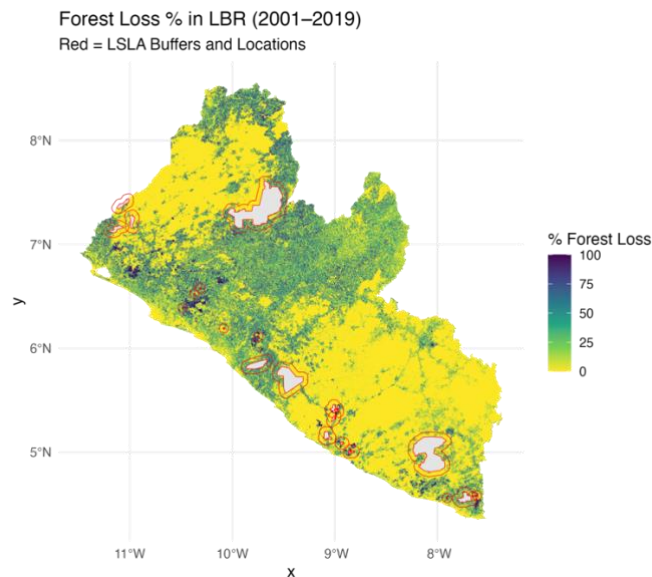 Forest Loss % in LBR (2001–2019)
Red = LSLA Buffers and Locations
8°N
7°N
6°N
5°N
y
11°W
10°W
9°W
8°W
x
% Forest Loss
100
75
50
25
0